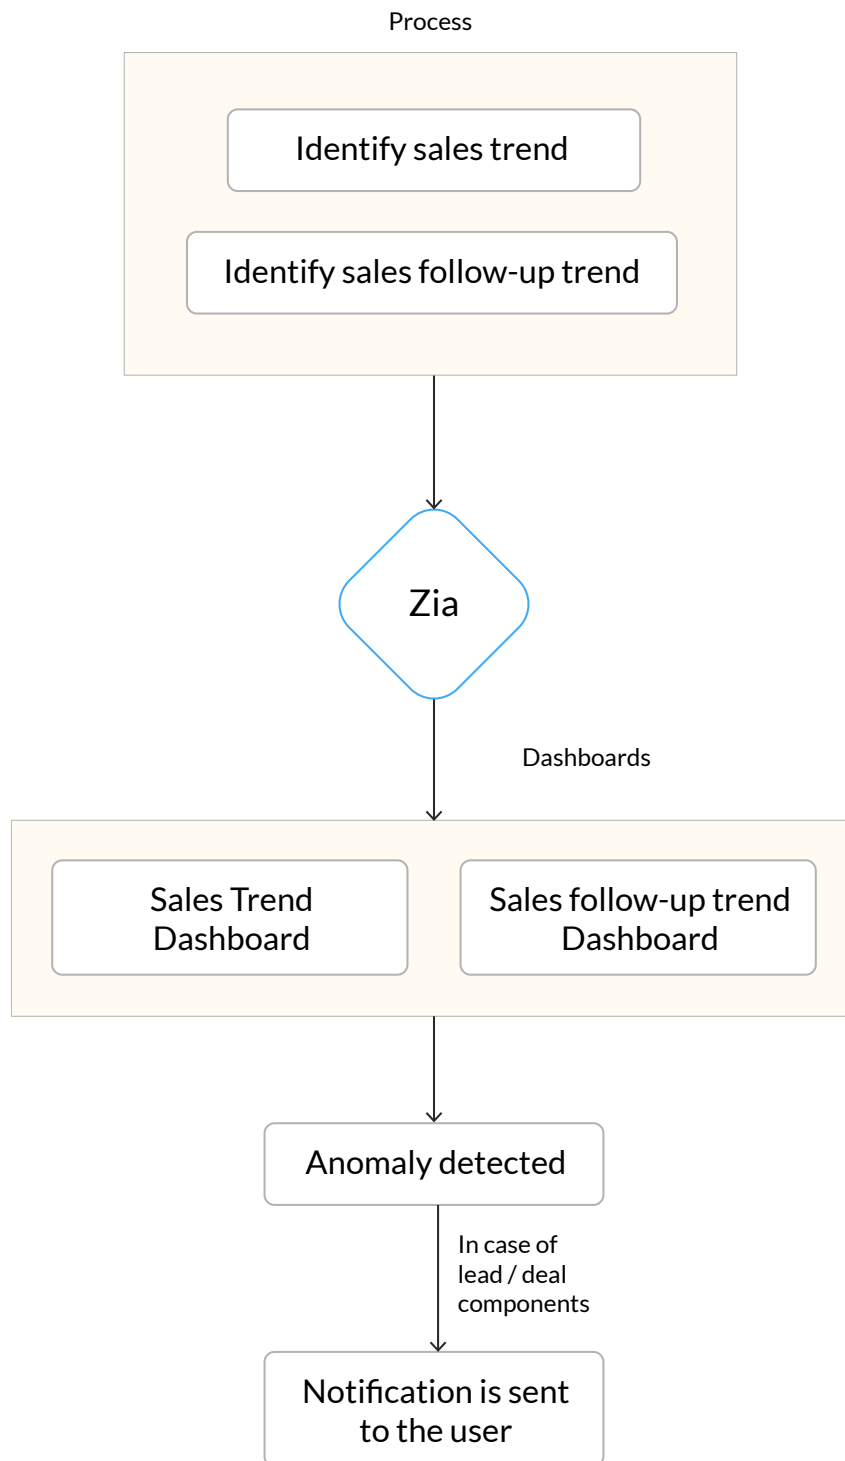 Process
Identify sales trend
Identify sales follow-up trend
Zia
Dashboards
Sales Trend
Dashboard
Sales follow-up trend
Dashboard
Anomaly detected
In case of
lead / deal
components
Notification is sent
to the user